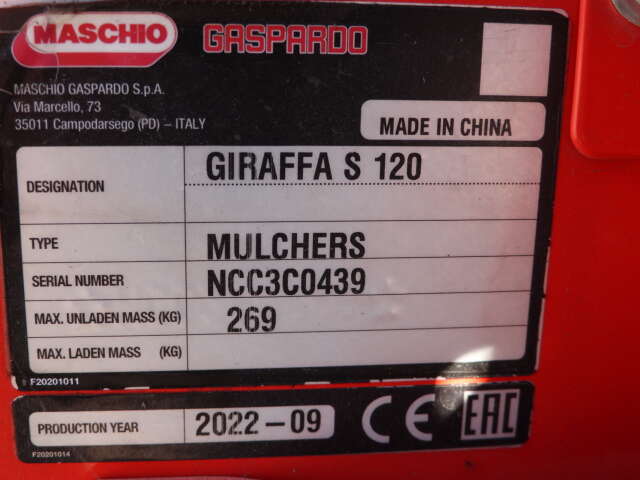 MASCHIO GASPARDO
MASCHIO GASPARDO S.p.A.
Via Marcello, 73
35011 Campodarsego (PD) – ITALY
MADE IN CHINA
DESIGNATION GIRAFFA S 120
TYPE MULCHERS
SERIAL NUMBER NCC3C0439
MAX. UNLADEN MASS (KG) 269
MAX. LADEN MASS (KG)
F20201011
PRODUCTION YEAR 2022–09 CE EAC
F20201014